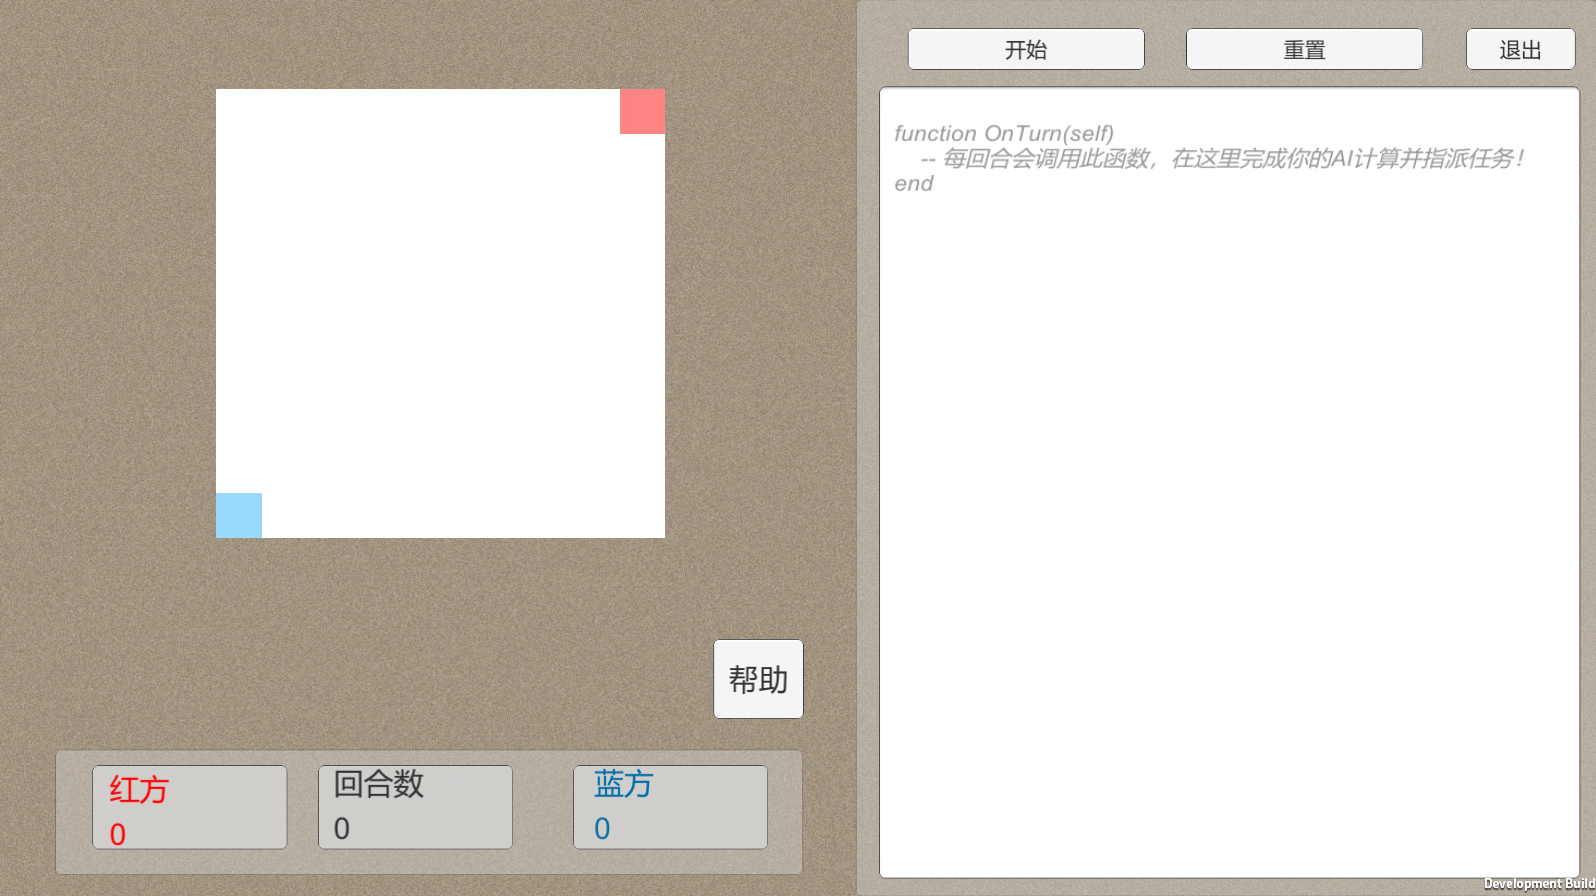 开始
重置
退出
function OnTurn(self)
-- 每回合会调用此函数，在这里完成你的AI计算并指派任务！
end
帮助
红方
0
回合数
0
蓝方
0
Development Build